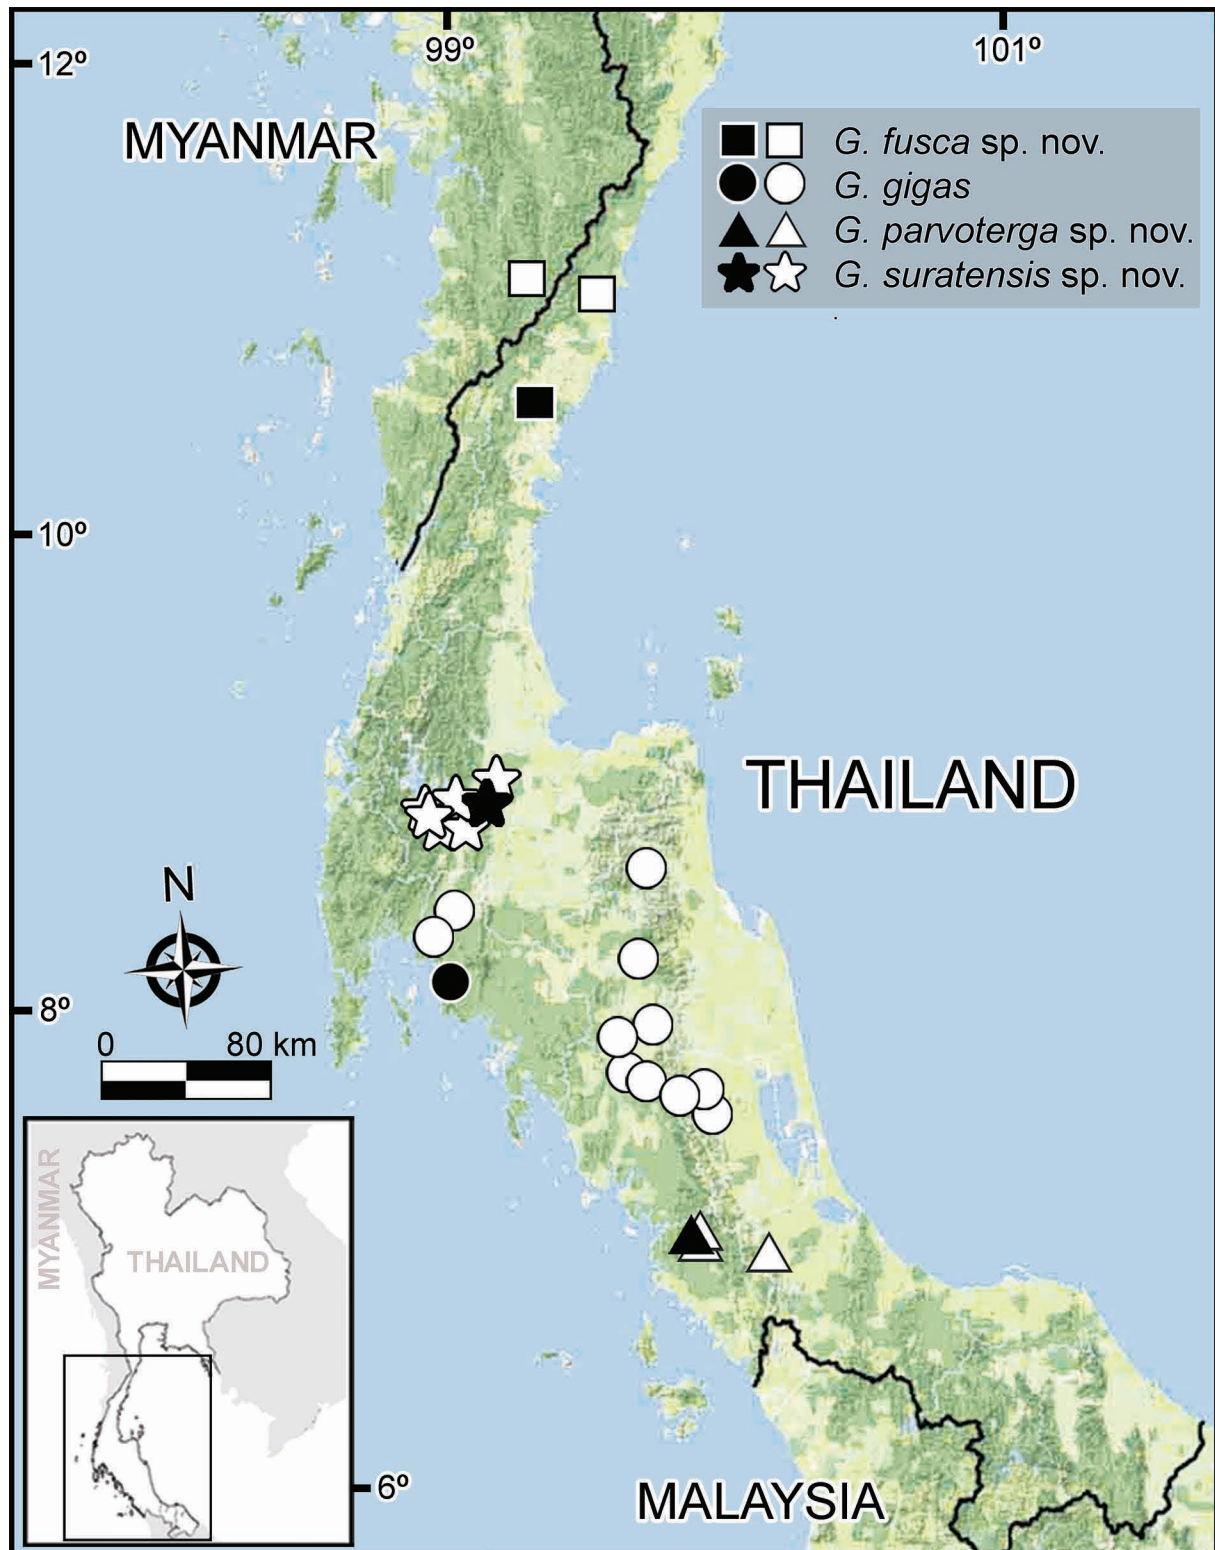 99º
101º
12º
MYANMAR
G. fusca sp. nov.
G. gigas
G. parvoterga sp. nov.
G. suratensis sp. nov.
10º
THAILAND
N
8º
0
80 km
MYANMAR
THAILAND
6º
MALAYSIA